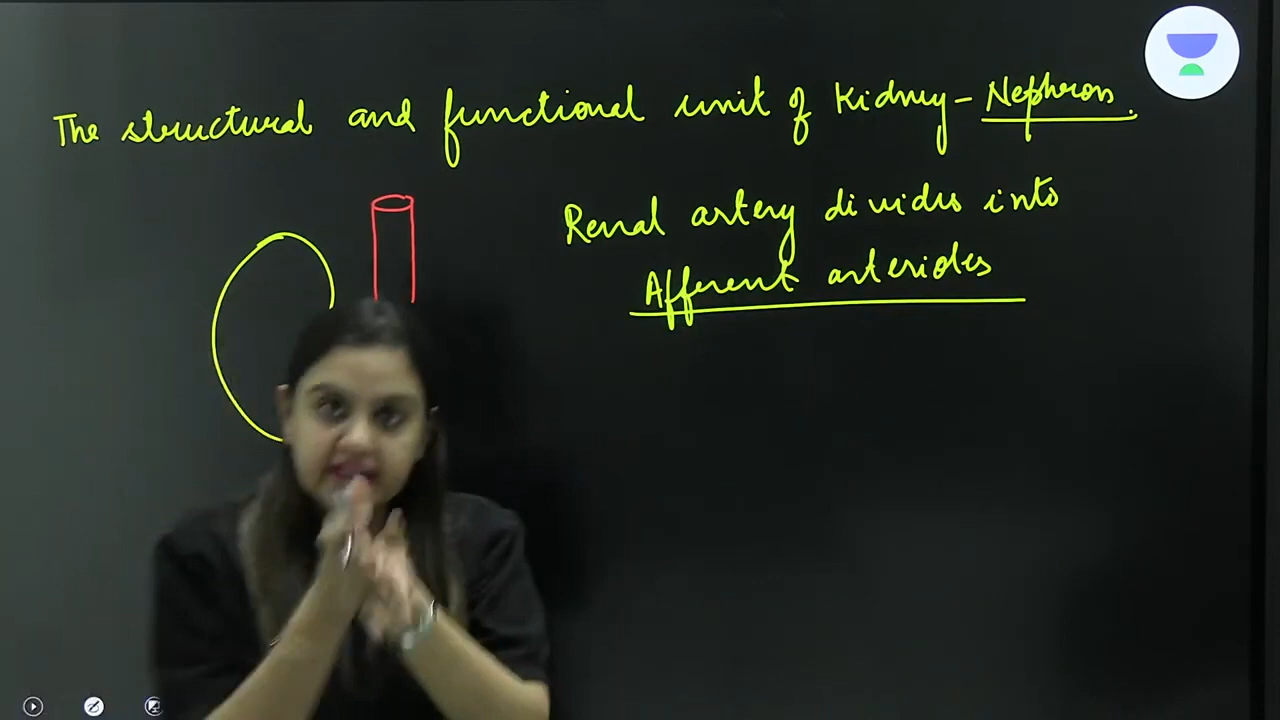 The structural and functional unit of Kidney - Nephron.
Renal artery divides into
Afferent arterioles